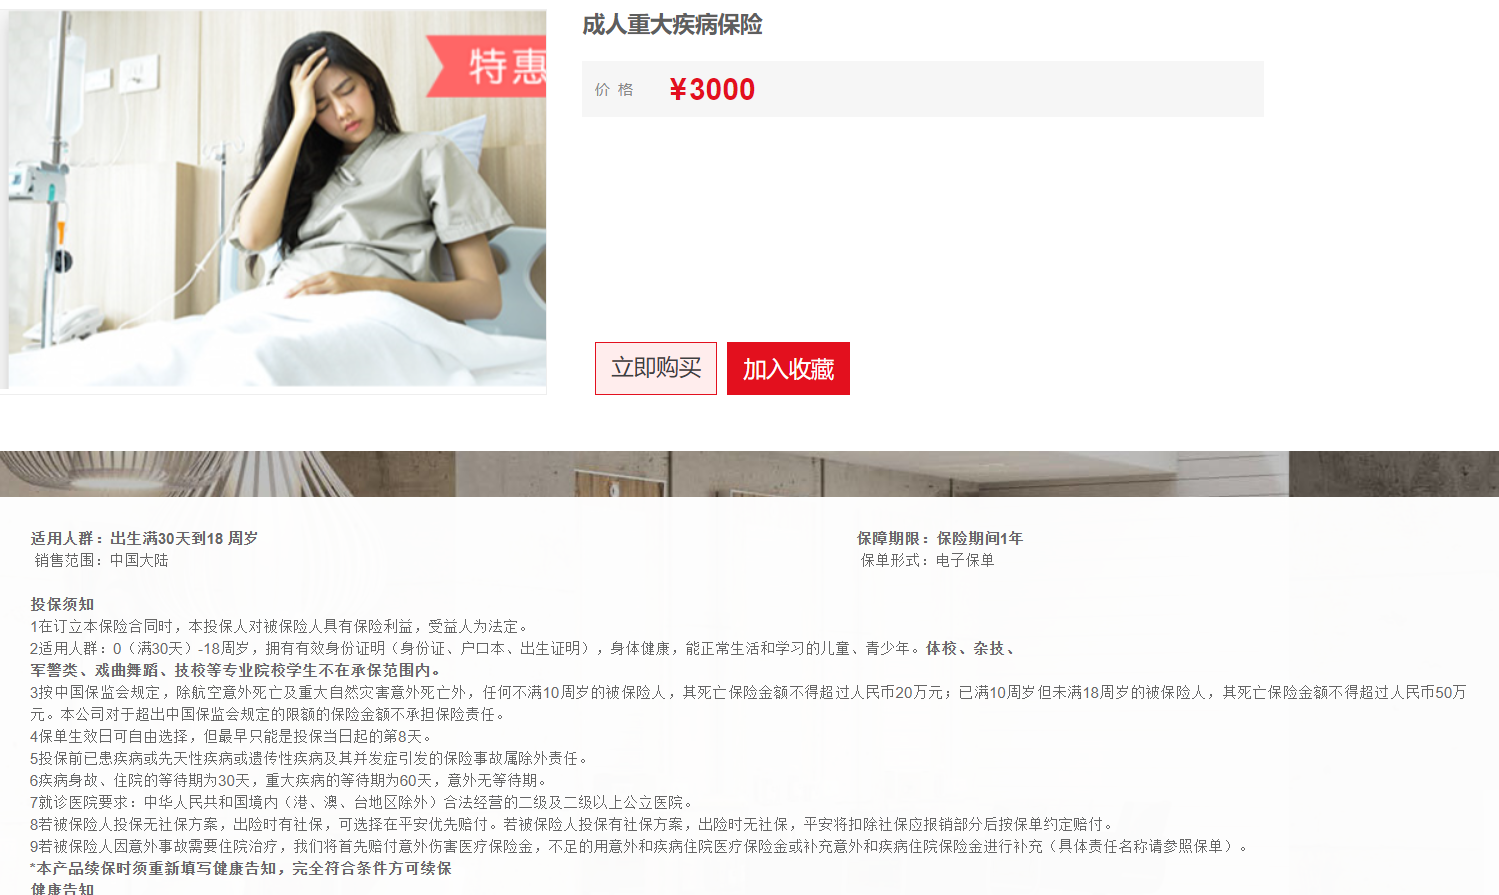 特惠
成人重大疾病保险
价 格 ¥3000
立即购买 加入收藏
适用人群：出生满30天到18 周岁
保障期限：保险期间1年
销售范围：中国大陆
保单形式：电子保单
投保须知
1在订立本保险合同时，本投保人对被保险人具有保险利益，受益人为法定。
2适用人群：0（满30天）-18周岁，拥有有效身份证明（身份证、户口本、出生证明），身体健康，能正常生活和学习的儿童、青少年。体校、杂技、
军警类、戏曲舞蹈、技校等专业院校学生不在承保范围内。
3按中国保监会规定，除航空意外死亡及重大自然灾害意外死亡外，任何不满10周岁的被保险人，其死亡保险金额不得超过人民币20万元；已满10周岁但未满18周岁的被保险人，其死亡保险金额不得超过人民币50万
元。本公司对于超出中国保监会规定的限额的保险金额不承担保险责任。
4保单生效日可自由选择，但最早只能是投保当日起的第8天。
5投保前已患疾病或先天性疾病或遗传性疾病及其并发症引发的保险事故属除外责任。
6疾病身故、住院的等待期为30天，重大疾病的等待期为60天，意外无等待期。
7就诊医院要求：中华人民共和国境内（港、澳、台地区除外）合法经营的二级及二级以上公立医院。
8若被保险人投保无社保方案，出险时有社保，可选择在平安优先赔付。若被保险人投保有社保方案，出险时无社保，平安将扣除社保应报销部分后按保单约定赔付。
9若被保险人因意外事故需要住院治疗，我们将首先赔付意外伤害医疗保险金，不足的用意外和疾病住院医疗保险金或补充意外和疾病住院保险金进行补充（具体责任名称请参照保单）。
*本产品续保时须重新填写健康告知，完全符合条件方可续保
健康告知